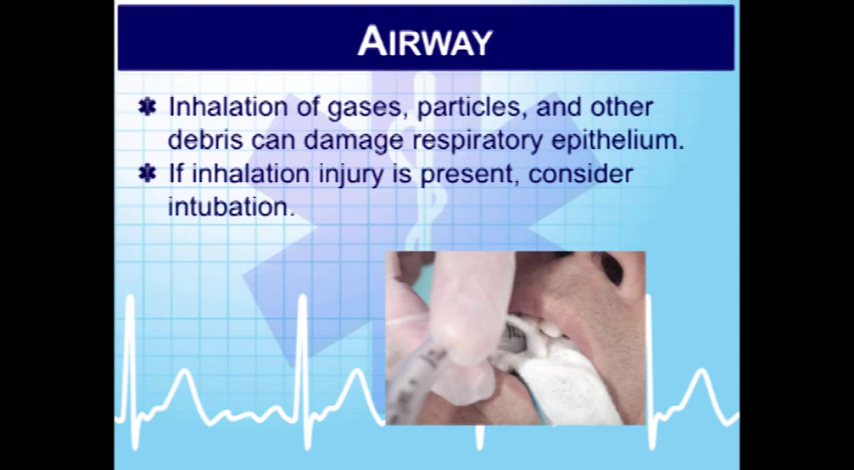 AIRWAY
Inhalation of gases, particles, and other
debris can damage respiratory epithelium.
If inhalation injury is present, consider
intubation.